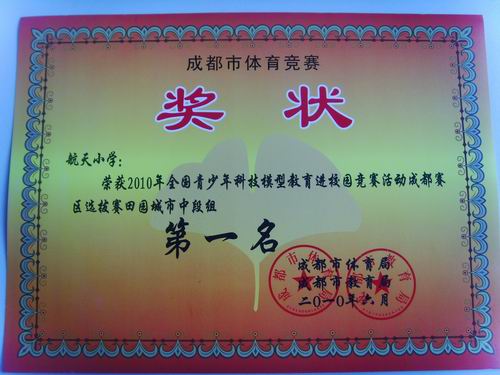 成都市体育竞赛
奖状
航天小学：
荣获2010年全国青少年科技模型教育进校园竞赛活动成都赛
区选拔赛田园城市中段组
第一名
成都市体育局
成都市教育局
二〇一〇年六月